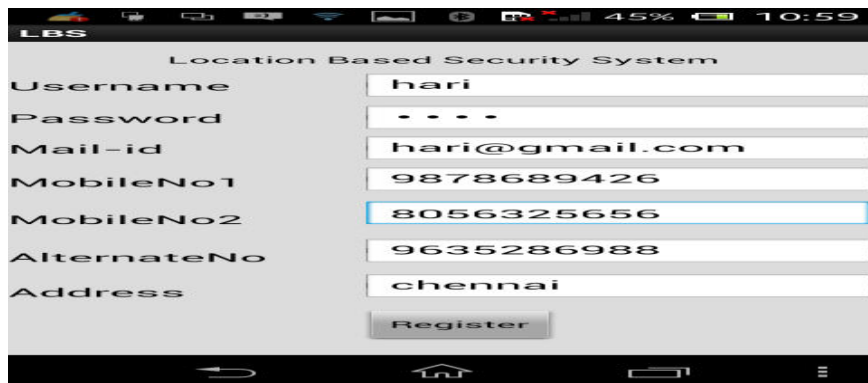 45% 10:59
LBS
Location Based Security System
Username hari
Password ••••
Mail-id hari@gmail.com
MobileNo1 9878689426
MobileNo2 8056325656
AlternateNo 9635286988
Address chennai
Register